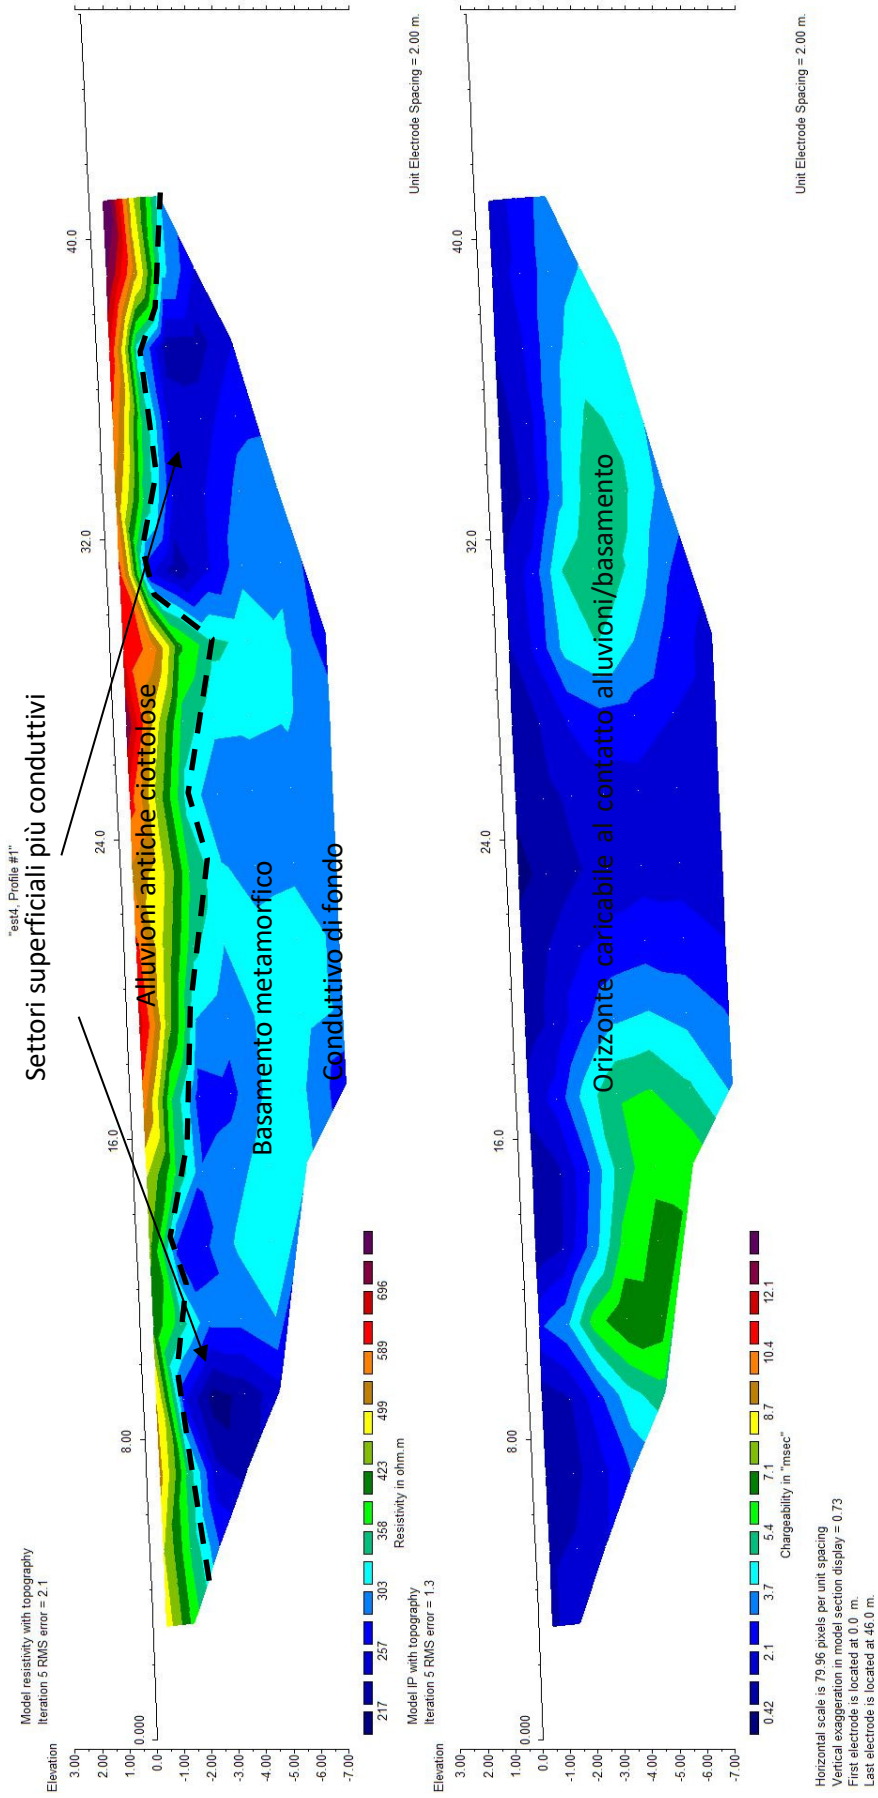 "est4, Profile #1"
Settori superficiali più conduttivi
Model resistivity with topography
Iteration 5 RMS error = 2.1
Elevation
0.000
8.00
16.0
24.0
32.0
40.0
3.00
2.00
1.00
0.00
-1.00
-2.00
-3.00
-4.00
-5.00
-6.00
-7.00
Alluvioni antiche ciottolose
Basamento metamorfico
Conduttivo di fondo
217
257
303
358
423
499
589
696
Resistivity in ohm.m
Unit Electrode Spacing = 2.00 m.
Model IP with topography
Iteration 5 RMS error = 1.3
Elevation
0.000
8.00
16.0
24.0
32.0
40.0
3.00
2.00
1.00
0.0
-1.00
-2.00
-3.00
-4.00
-5.00
-6.00
-7.00
Orizzonte caricabile al contatto alluvioni/basamento
0.42
2.1
3.7
5.4
7.1
8.7
10.4
12.1
Chargeability in "msec"
Unit Electrode Spacing = 2.00 m.
Horizontal scale is 79.96 pixels per unit spacing
Vertical exaggeration in model section display = 0.73
First electrode is located at 0.0 m.
Last electrode is located at 46.0 m.